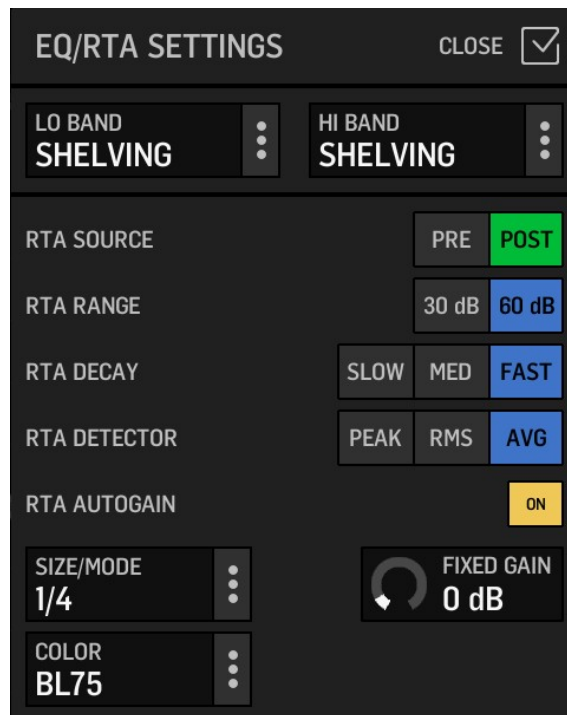 EQ/RTA SETTINGS CLOSE
LO BAND HI BAND
SHELVING SHELVING
RTA SOURCE PRE POST
RTA RANGE 30 dB 60 dB
RTA DECAY SLOW MED FAST
RTA DETECTOR PEAK RMS AVG
RTA AUTOGAIN ON
SIZE/MODE FIXED GAIN
1/4 0 dB
COLOR
BL75